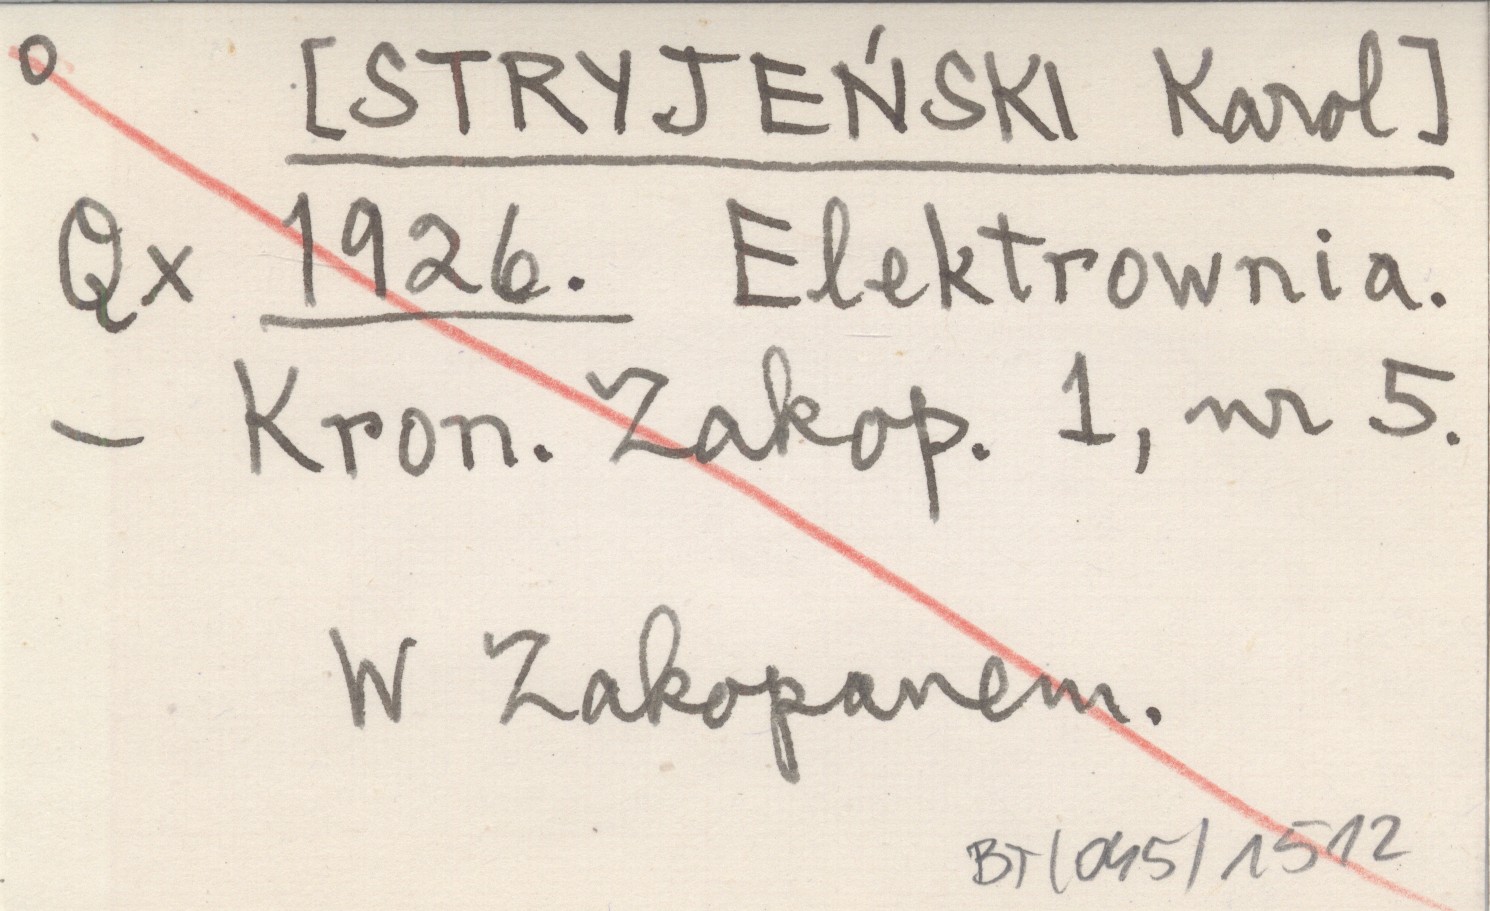 o [STRYJEŃSKI Karol]
Qx 1926. Elektrownia.
– Kron. Zakop. 1, nr 5.
W Zakopanem.
BT/045/1512